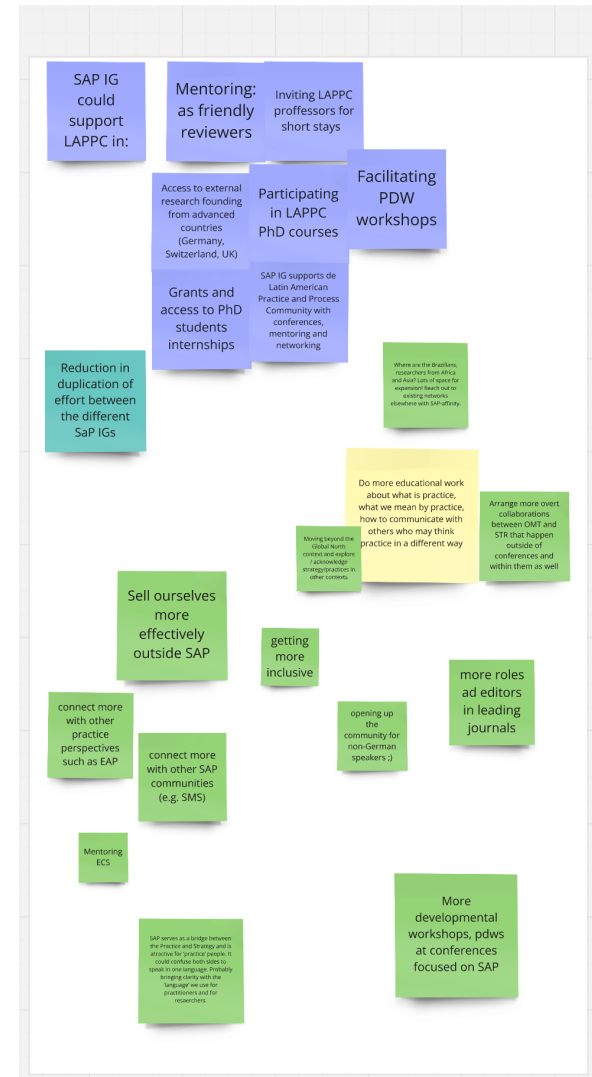 SAP IG
could
support
LAPPC in:
Mentoring:
as friendly
reviewers
Inviting LAPPC
proffessors for
short stays
Access to external
research founding
from advanced
countries
(Germany,
Switzerland, UK)
Participating
in LAPPC
PhD courses
Facilitating
PDW
workshops
Grants and
access to PhD
students
internships
SAP IG supports de
Latin American
Practice and Process
Community with
conferences,
mentoring and
networking
Reduction in
duplication of
effort between
the different
SaP IGs
Where are the Brazilians,
researchers from Africa
and Asia? Lots of space for
expansion! Reach out to
existing networks
elsewhere with SAP-affinity.
Do more educational work
about what is practice,
what we mean by practice,
how to communicate with
others who may think
practice in a different way
Arrange more overt
collaborations
between OMT and
STR that happen
outside of
conferences and
within them as well
Moving beyond the
Global North
context and explore
/ acknowledge
strategy/practices in
other contexts
Sell ourselves
more
effectively
outside SAP
getting
more
inclusive
more roles
ad editors
in leading
journals
connect more
with other
practice
perspectives
such as EAP
opening up
the
community for
non-German
speakers ;)
connect more
with other SAP
communities
(e.g. SMS)
Mentoring
ECS
More
developmental
workshops, pdws
at conferences
focused on SAP
SAP serves as a bridge between
the Practice and Strategy and is
attractive for 'practice' people. It
could confuse both sides to
speak in one language. Probably
bringing clarity with the
'language' we use for
practitioners and for
resaerchers